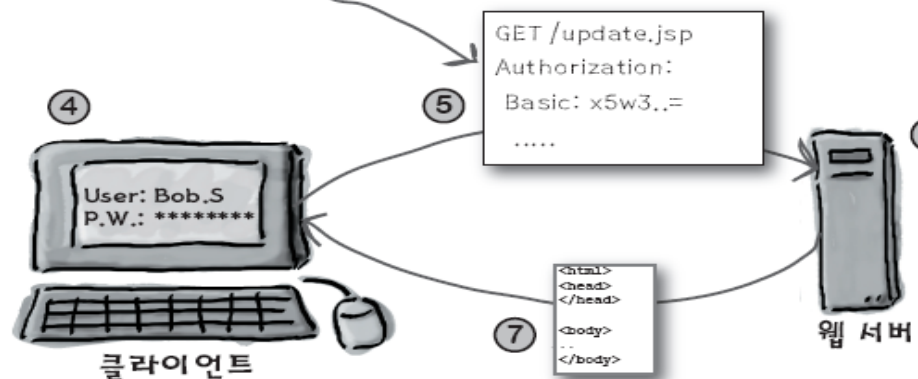 GET /update.jsp
Authorization:
Basic: x5w3..=
.....
④
⑤
User: Bob.S
P.W.: ********
클라이언트
<html>
<head>
</head>
<body>
..
</body>
⑦
웹 서버